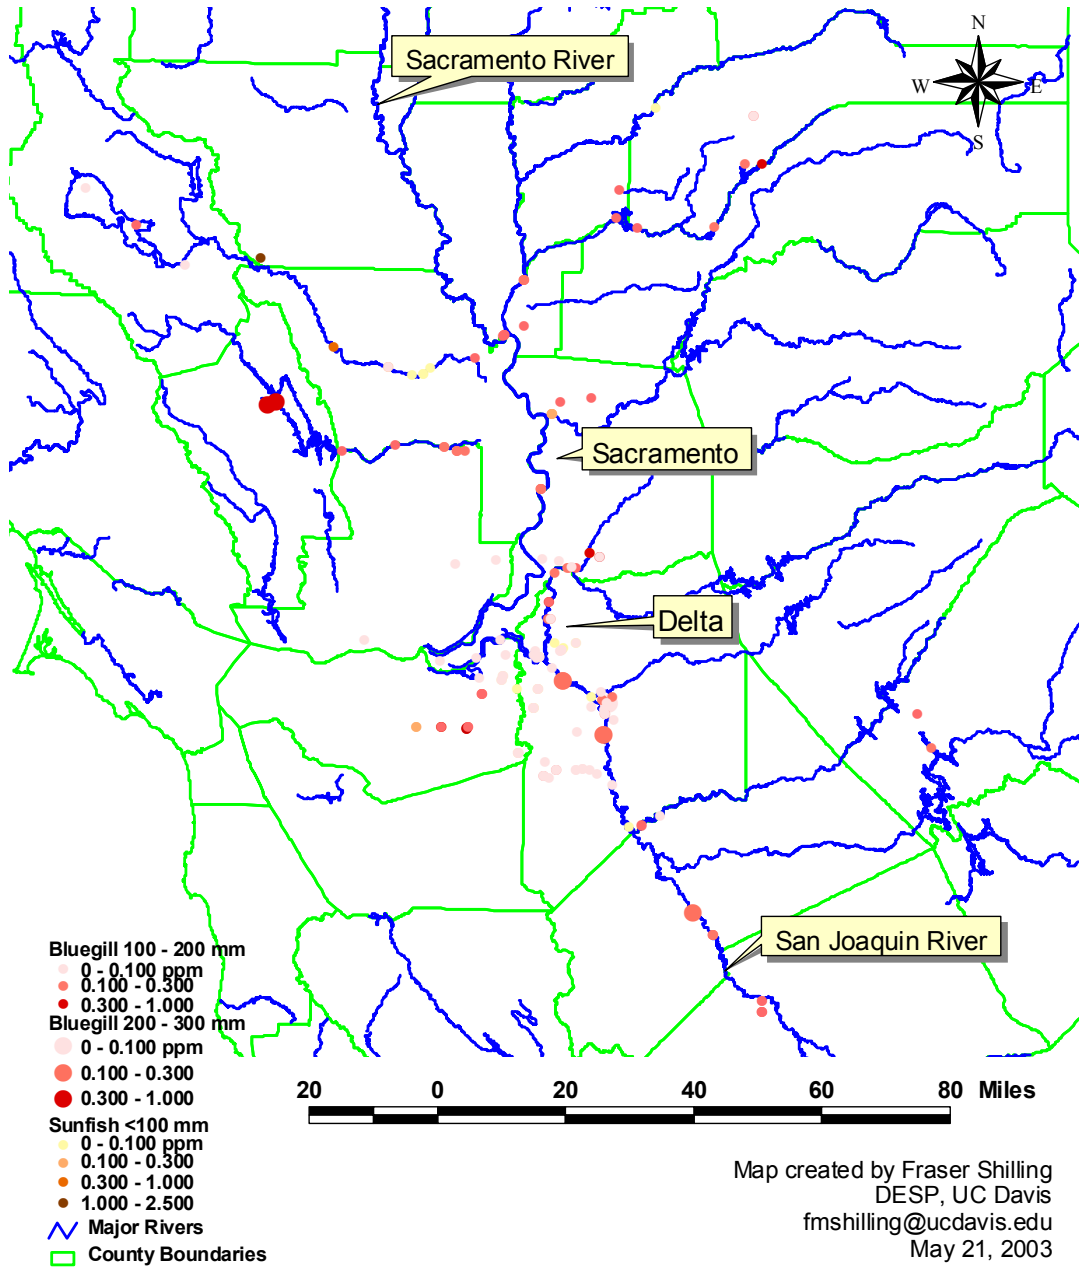 N
Sacramento River
W
E
S
Sacramento
Delta
San Joaquin River
Bluegill 100 - 200 mm
0 - 0.100 ppm
0.100 - 0.300
0.300 - 1.000
Bluegill 200 - 300 mm
0 - 0.100 ppm
0.100 - 0.300
0.300 - 1.000
Sunfish <100 mm
0 - 0.100 ppm
0.100 - 0.300
0.300 - 1.000
1.000 - 2.500
Major Rivers
County Boundaries
20 0 20 40 60 80 Miles
Map created by Fraser Shilling
DESP, UC Davis
fmshilling@ucdavis.edu
May 21, 2003